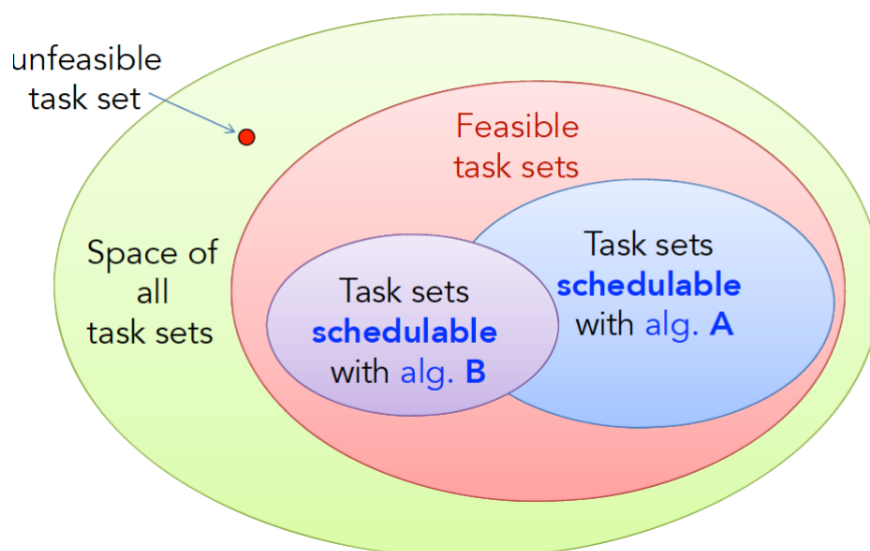 unfeasible
task set
Feasible
task sets
Space of
all
task sets
Task sets
schedulable
with alg. B
Task sets
schedulable
with alg. A